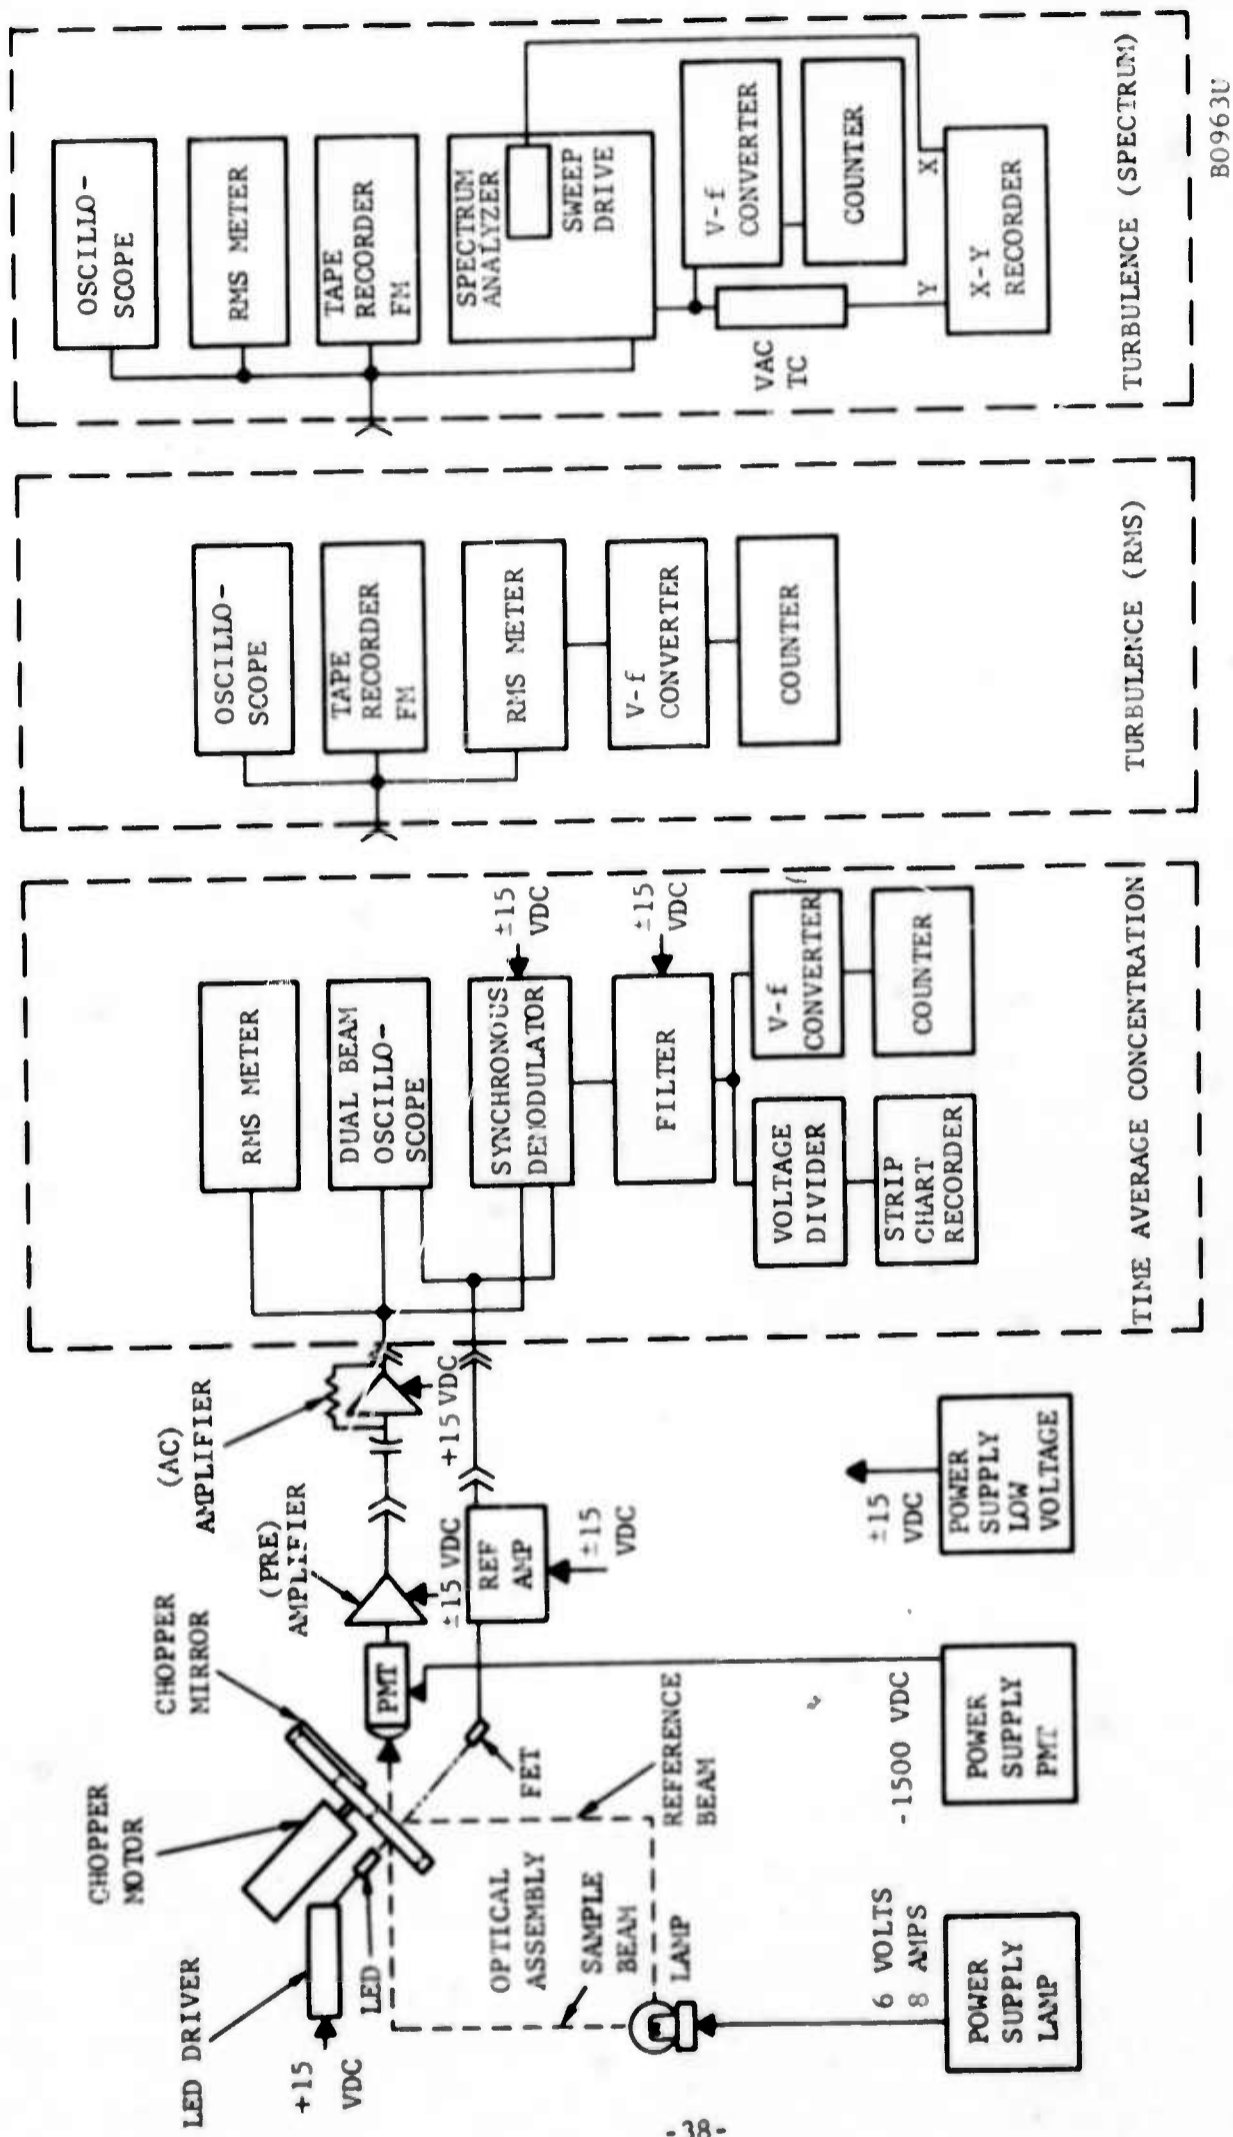 LED DRIVER
+15
VDC
CHOPPER
MOTOR
CHOPPER
MIRROR
(PRE)
AMPLIFIER
(AC)
AMPLIFIER
LED
PMT
±15 VDC
+15 VDC
FET
REF
AMP
±15
VDC
OPTICAL
ASSEMBLY
SAMPLE
BEAM
REFERENCE
BEAM
LAMP
6 VOLTS
8 AMPS
POWER
SUPPLY
LAMP
-1500 VDC
POWER
SUPPLY
PMT
±15
VDC
POWER
SUPPLY
LOW
VOLTAGE
RMS METER
DUAL BEAM
OSCILLO-
SCOPE
SYNCHRONOUS
DEMODULATOR
±15
VDC
FILTER
±15
VDC
VOLTAGE
DIVIDER
STRIP
CHART
RECORDER
V-f
CONVERTER
COUNTER
TIME AVERAGE CONCENTRATION
OSCILLO-
SCOPE
TAPE
RECORDER
FM
RMS METER
V-f
CONVERTER
COUNTER
TURBULENCE (RMS)
OSCILLO-
SCOPE
RMS METER
TAPE
RECORDER
FM
SPECTRUM
ANALYZER
SWEEP
DRIVE
VAC
TC
V-f
CONVERTER
COUNTER
Y
X
X-Y
RECORDER
TURBULENCE (SPECTRUM)
B0963U
-38-